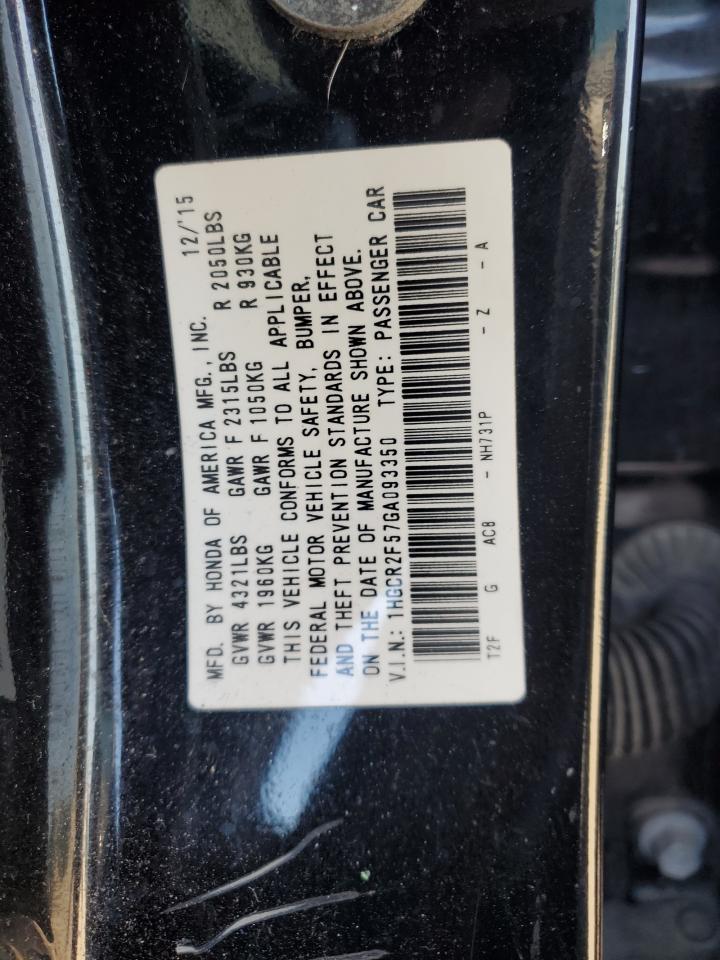 MFD. BY HONDA OF AMERICA MFG., INC. 12/'15
GVWR 4321LBS GAWR F 2315LBS R 2050LBS
GVWR 1960KG GAWR F 1050KG R 930KG
THIS VEHICLE CONFORMS TO ALL APPLICABLE
FEDERAL MOTOR VEHICLE SAFETY, BUMPER,
AND THEFT PREVENTION STANDARDS IN EFFECT
ON THE DATE OF MANUFACTURE SHOWN ABOVE.
V.I.N.: 1HGCR2F57GA093350 TYPE: PASSENGER CAR
T2F G AC8 - NH731P - Z - A